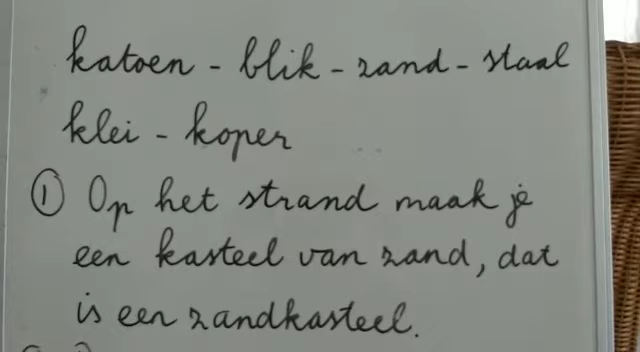 katoen - blik - zand - staal
klei - koper
① Op het strand maak je
een kasteel van zand, dat
is een zandkasteel.